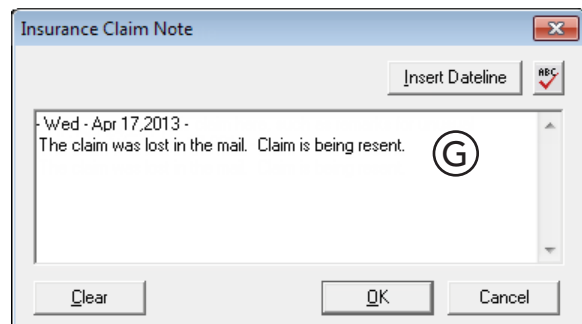 Insurance Claim Note
Insert Dateline ABC
- Wed - Apr 17,2013 -
The claim was lost in the mail.  Claim is being resent.
G
Clear OK Cancel